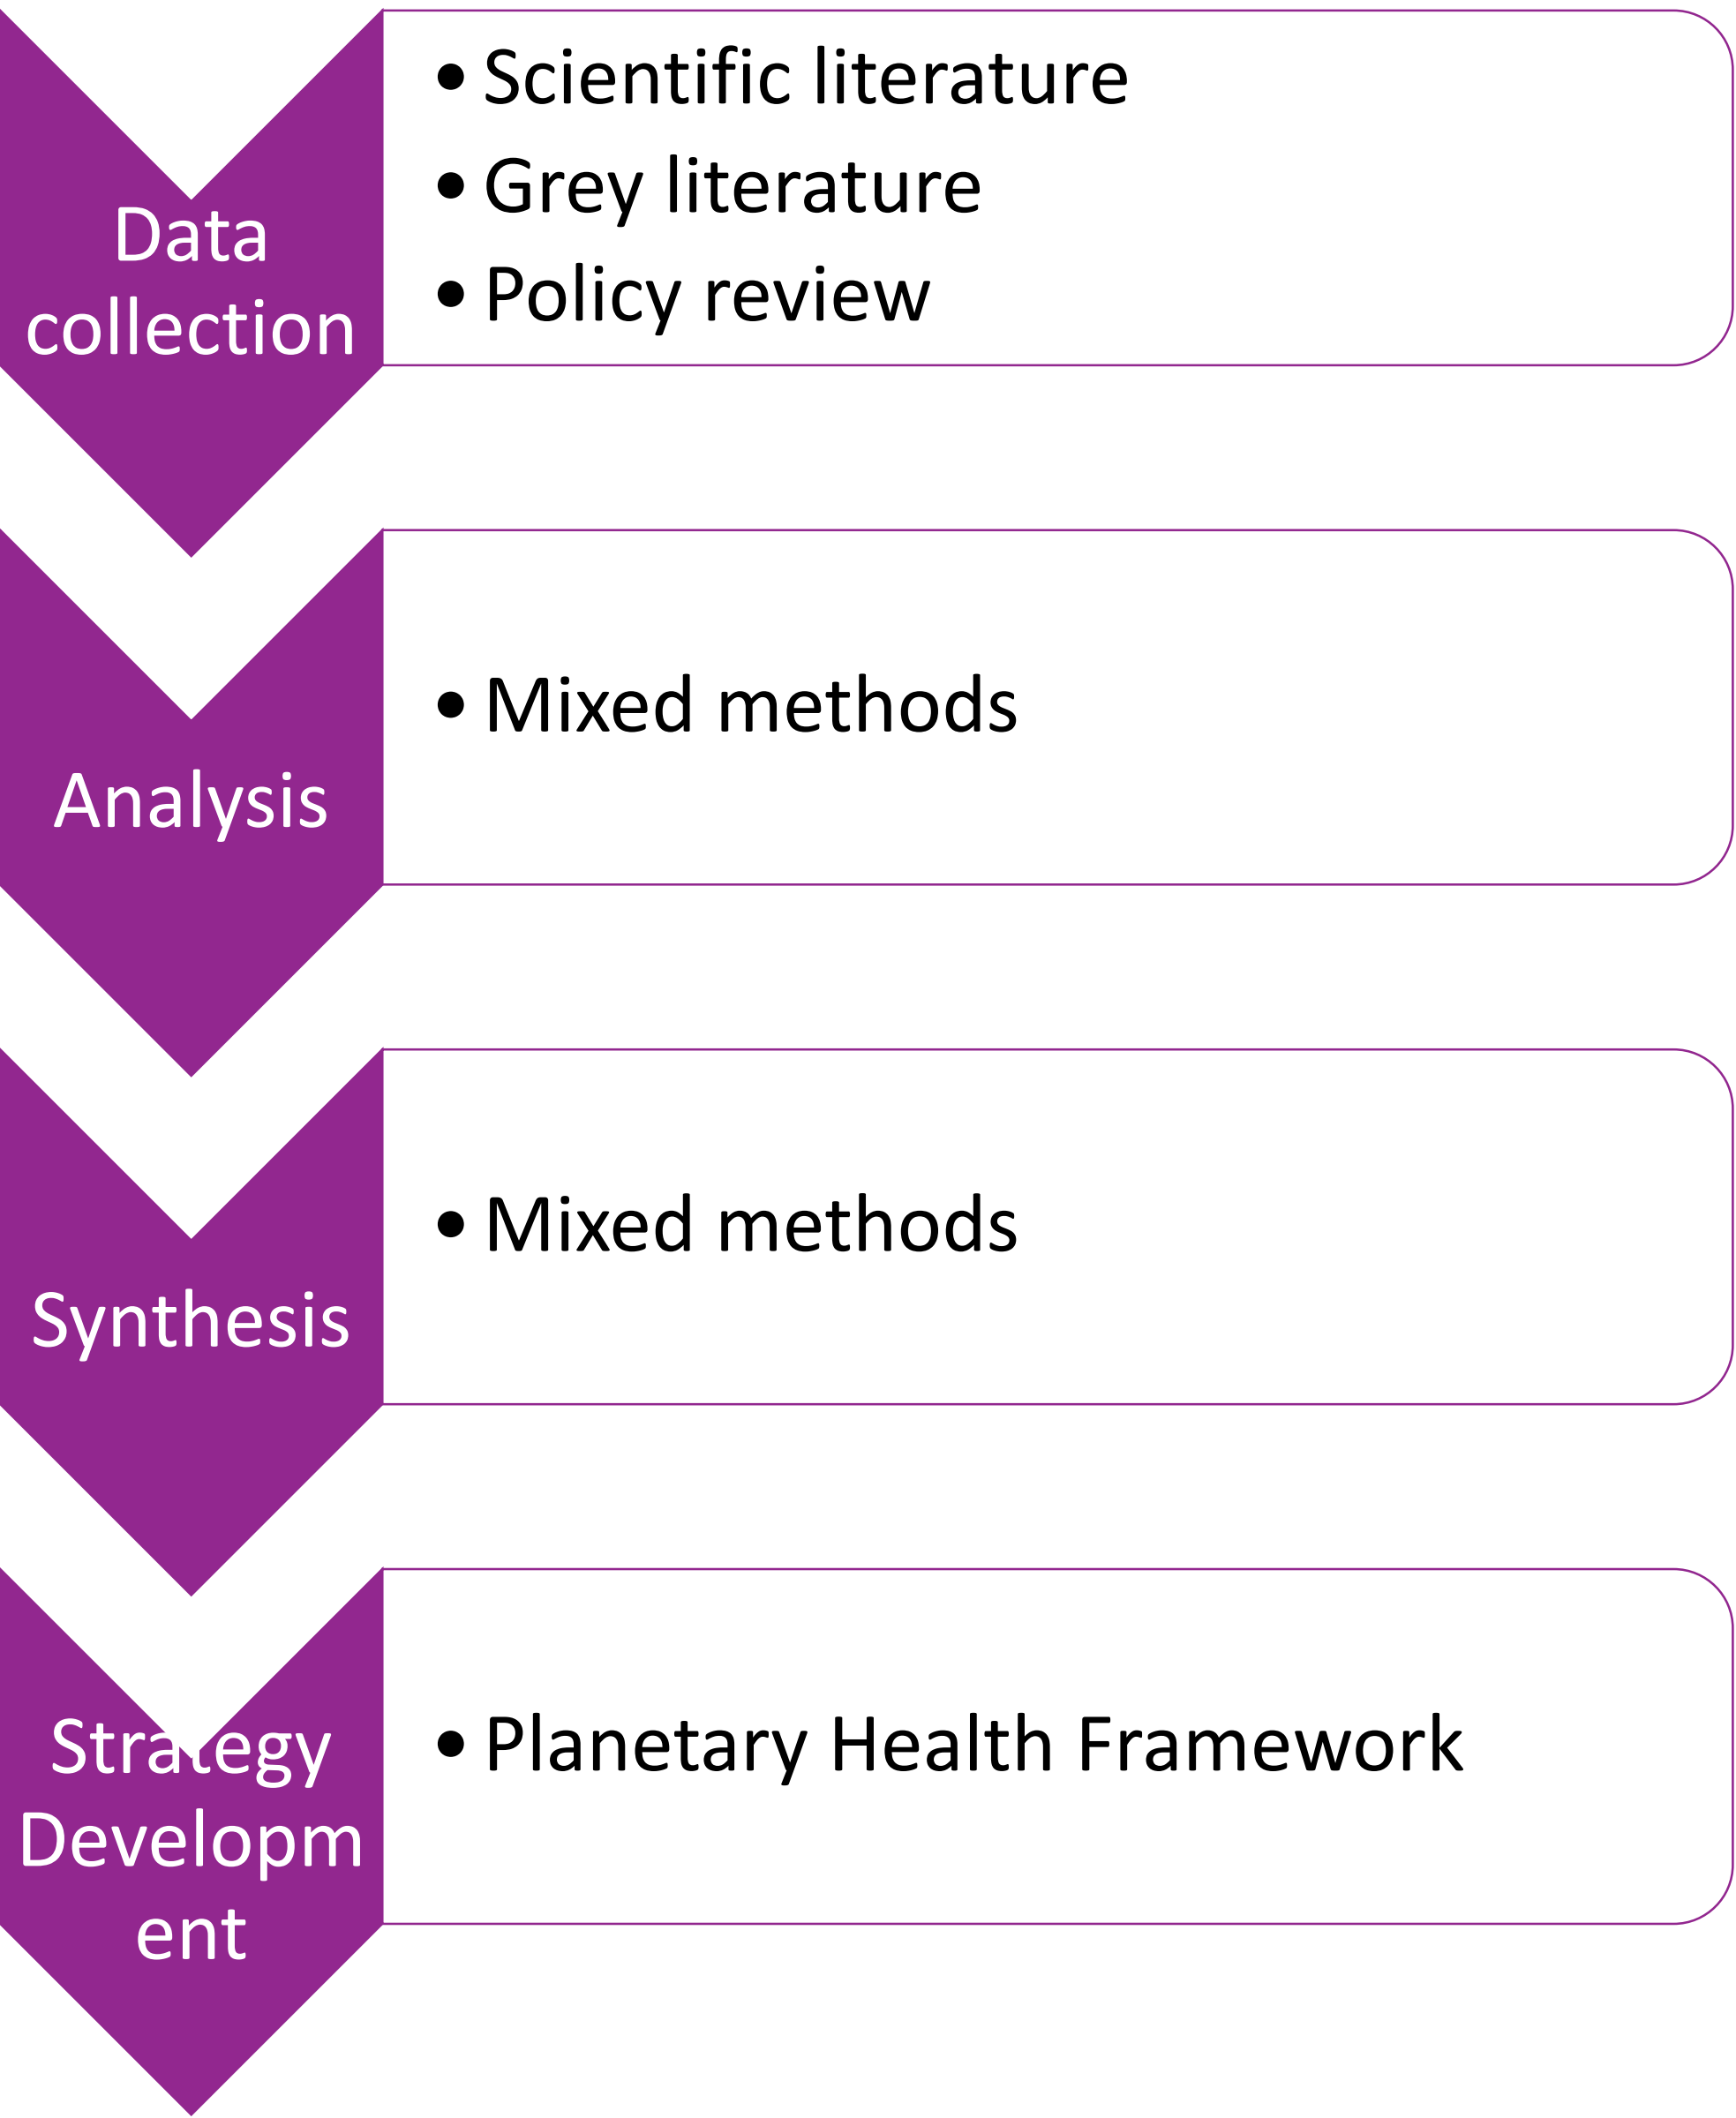 Data
collection
• Scientific literature
• Grey literature
• Policy review
Analysis
• Mixed methods
Synthesis
• Mixed methods
Strategy
Developm
ent
• Planetary Health Framework